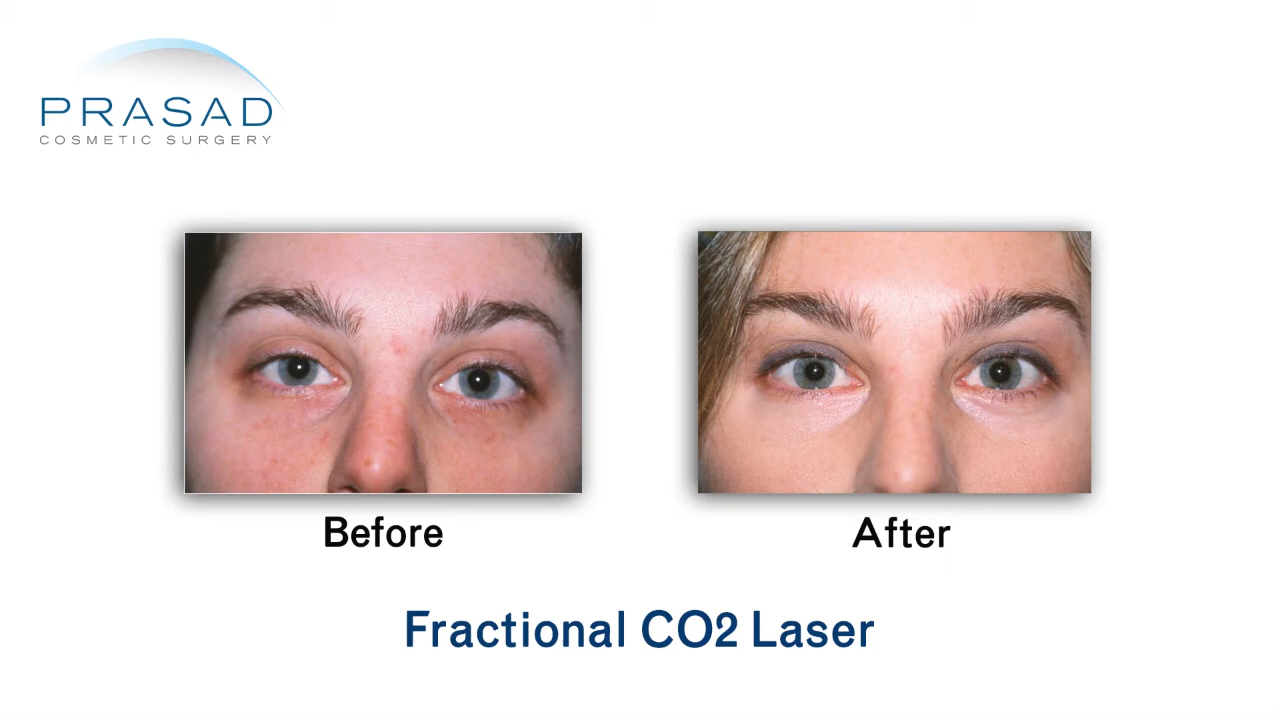 PRASAD
COSMETIC SURGERY
Before
After
Fractional CO2 Laser